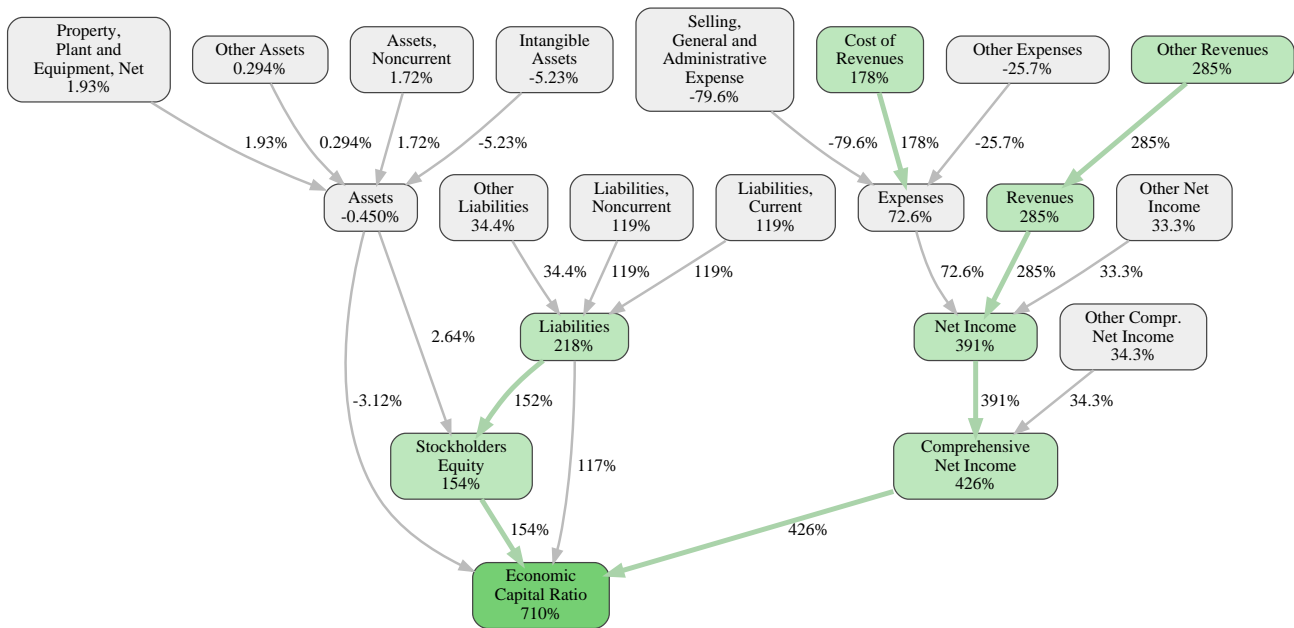 Property,
Plant and
Equipment, Net
1.93%
Other Assets
0.294%
Assets,
Noncurrent
1.72%
Intangible
Assets
-5.23%
Selling,
General and
Administrative
Expense
-79.6%
Cost of
Revenues
178%
Other Expenses
-25.7%
Other Revenues
285%
1.93%
0.294%
1.72%
-5.23%
-79.6%
178%
-25.7%
285%
Assets
-0.450%
Other
Liabilities
34.4%
Liabilities,
Noncurrent
119%
Liabilities,
Current
119%
Expenses
72.6%
Revenues
285%
Other Net
Income
33.3%
34.4%
119%
119%
72.6%
285%
33.3%
2.64%
Liabilities
218%
Net Income
391%
Other Compr.
Net Income
34.3%
-3.12%
152%
391%
34.3%
Stockholders
Equity
154%
117%
Comprehensive
Net Income
426%
154%
426%
Economic
Capital Ratio
710%